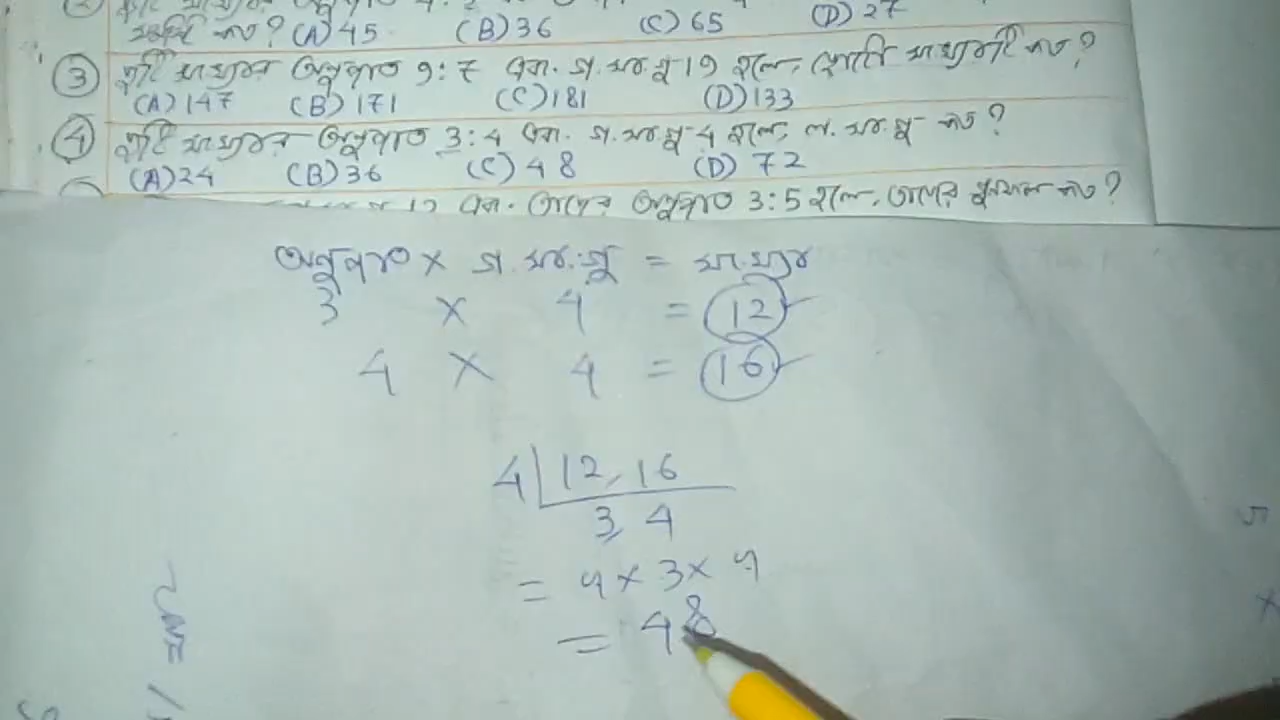 কত? (A) 45 (B) 36 (C) 65 (D) 27
③ দুটি সংখ্যার অনুপাত 9:7 এবং গ.সা.গু 19 হলে, ছোট সংখ্যাটি কত?
(A) 147 (B) 171 (C) 181 (D) 133
④ দুটি সংখ্যার অনুপাত 3:4 এবং গ.সা.গু 4 হলে, ল.সা.গু কত?
(A) 24 (B) 36 (C) 48 (D) 72
12 এবং তাদের অনুপাত 3:5 হলে, তাদের গুণফল কত?
অনুপাত × গ.সা.গু = সংখ্যা
3 × 4 = 12
4 × 4 = 16
4 | 12, 16
3, 4
= 4 × 3 × 4
= 48